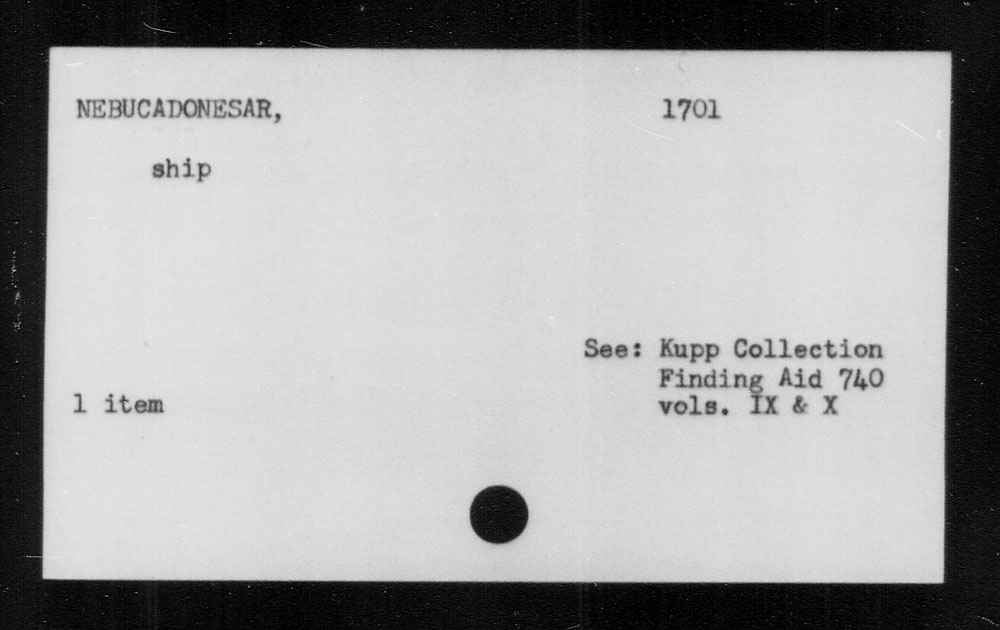 NEBUCADONESAR, 1701
ship
See: Kupp Collection
Finding Aid 740
1 item vols. IX & X